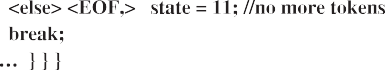 <else> <EOF,> state = 11; //no more tokens
break;
... } } }